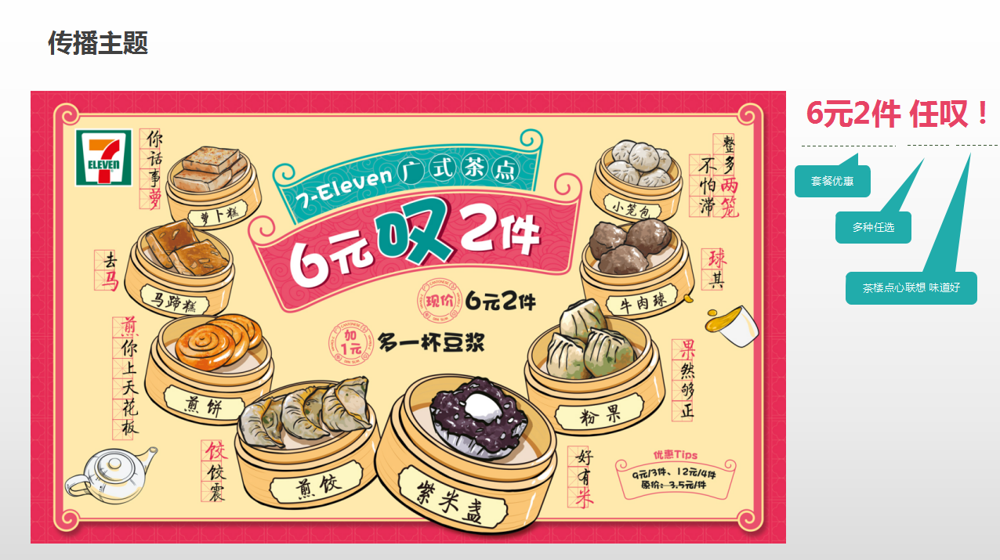 传播主题
7
ELEVEN
你话事萝
萝卜糕
去马
马蹄糕
煎你上天花板
煎饼
饺饺震
煎饺
7-Eleven 广式茶点
6元叹2件
现价 6元2件
加1元 多一杯豆浆
整多两笼
不怕滞
小笼包
球其
牛肉球
果然够正
粉果
好有米
紫米盏
优惠Tips
9元/3件、12元/4件
原价：3.5元/件
6元2件 任叹！
套餐优惠
多种任选
茶楼点心联想 味道好